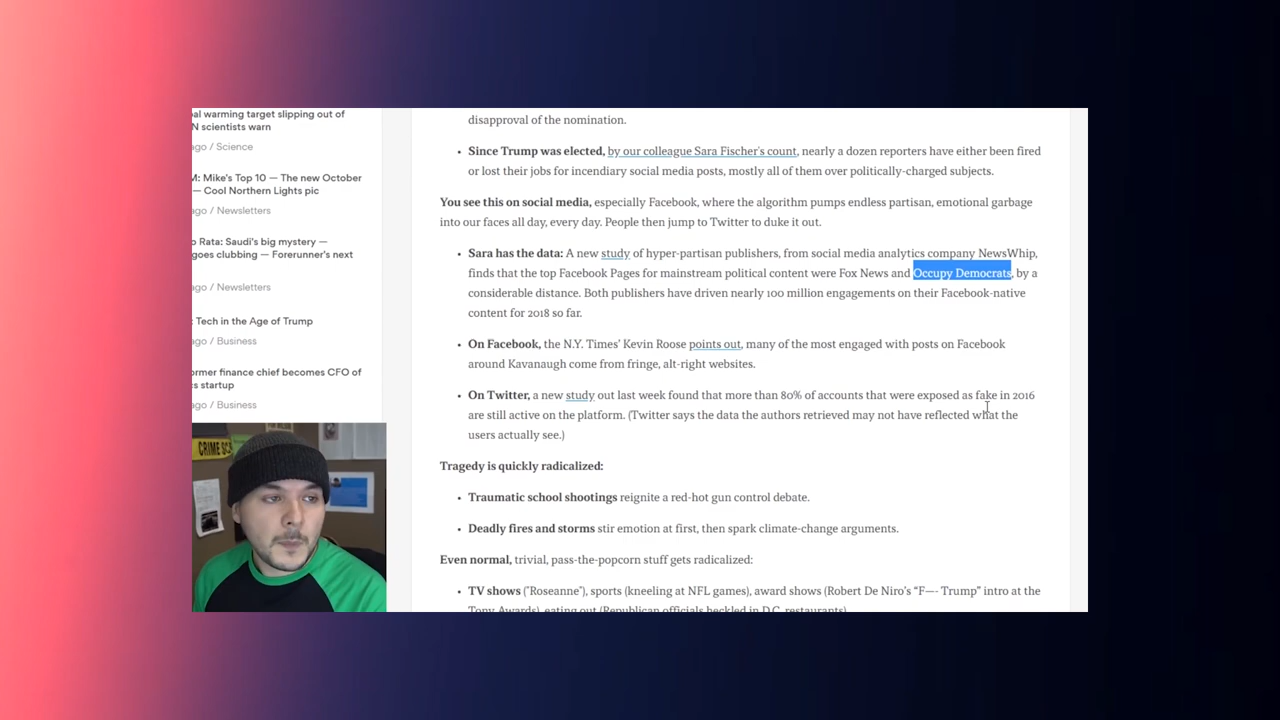 al warming target slipping out of
N scientists warn
ago / Science
M: Mike's Top 10 — The new October
— Cool Northern Lights pic
ago / Newsletters
o Rata: Saudi's big mystery —
goes clubbing — Forerunner's next
ago / Newsletters
: Tech in the Age of Trump
ago / Business
ormer finance chief becomes CFO of
cs startup
ago / Business
CRIME SC
disapproval of the nomination.
• Since Trump was elected, by our colleague Sara Fischer's count, nearly a dozen reporters have either been fired
or lost their jobs for incendiary social media posts, mostly all of them over politically-charged subjects.
You see this on social media, especially Facebook, where the algorithm pumps endless partisan, emotional garbage
into our faces all day, every day. People then jump to Twitter to duke it out.
• Sara has the data: A new study of hyper-partisan publishers, from social media analytics company NewsWhip,
finds that the top Facebook Pages for mainstream political content were Fox News and Occupy Democrats, by a
considerable distance. Both publishers have driven nearly 100 million engagements on their Facebook-native
content for 2018 so far.
• On Facebook, the N.Y. Times' Kevin Roose points out, many of the most engaged with posts on Facebook
around Kavanaugh come from fringe, alt-right websites.
• On Twitter, a new study out last week found that more than 80% of accounts that were exposed as fake in 2016
are still active on the platform. (Twitter says the data the authors retrieved may not have reflected what the
users actually see.)
Tragedy is quickly radicalized:
• Traumatic school shootings reignite a red-hot gun control debate.
• Deadly fires and storms stir emotion at first, then spark climate-change arguments.
Even normal, trivial, pass-the-popcorn stuff gets radicalized:
• TV shows ("Roseanne"), sports (kneeling at NFL games), award shows (Robert De Niro's “F—- Trump” intro at the
Tony Awards), eating out (Republican officials heckled in D.C. restaurants)